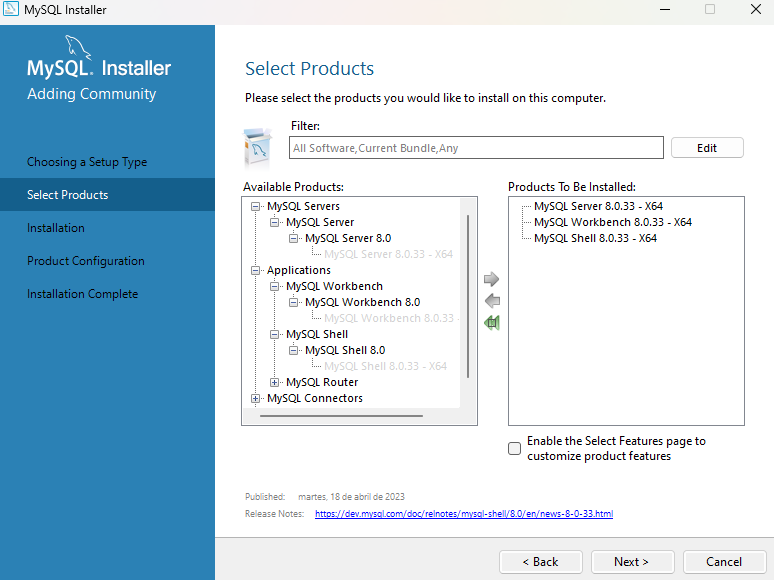 MySQL Installer
MySQL. Installer
Adding Community
Choosing a Setup Type
Select Products
Installation
Product Configuration
Installation Complete
Select Products
Please select the products you would like to install on this computer.
Filter:
All Software,Current Bundle,Any
Edit
Available Products:
MySQL Servers
MySQL Server
MySQL Server 8.0
MySQL Server 8.0.33 - X64
Applications
MySQL Workbench
MySQL Workbench 8.0
MySQL Workbench 8.0.33 -
MySQL Shell
MySQL Shell 8.0
MySQL Shell 8.0.33 - X64
MySQL Router
MySQL Connectors
Products To Be Installed:
MySQL Server 8.0.33 - X64
MySQL Workbench 8.0.33 - X64
MySQL Shell 8.0.33 - X64
Enable the Select Features page to
customize product features
Published: martes, 18 de abril de 2023
Release Notes: https://dev.mysql.com/doc/relnotes/mysql-shell/8.0/en/news-8-0-33.html
< Back
Next >
Cancel